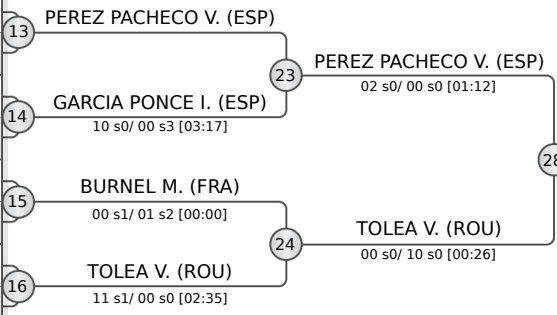 PEREZ PACHECO V. (ESP)
13
23
PEREZ PACHECO V. (ESP)
02 s0/ 00 s0 [01:12]
GARCIA PONCE I. (ESP)
14
10 s0/ 00 s3 [03:17]
28
BURNEL M. (FRA)
15
00 s1/ 01 s2 [00:00]
24
TOLEA V. (ROU)
00 s0/ 10 s0 [00:26]
TOLEA V. (ROU)
16
11 s1/ 00 s0 [02:35]